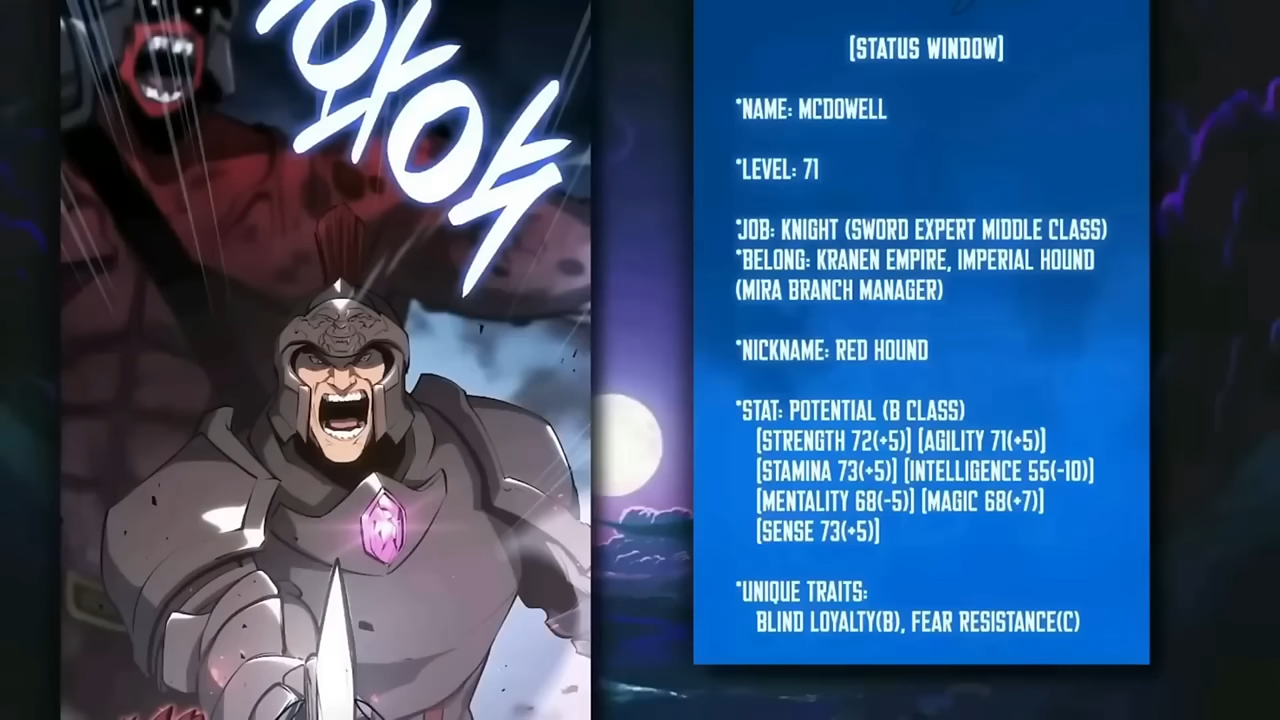 와아
[STATUS WINDOW]
*NAME: MCDOWELL
*LEVEL: 71
*JOB: KNIGHT (SWORD EXPERT MIDDLE CLASS)
*BELONG: KRANEN EMPIRE, IMPERIAL HOUND
(MIRA BRANCH MANAGER)
*NICKNAME: RED HOUND
*STAT: POTENTIAL (B CLASS)
[STRENGTH 72(+5)] [AGILITY 71(+5)]
[STAMINA 73(+5)] [INTELLIGENCE 55(-10)]
[MENTALITY 68(-5)] [MAGIC 68(+7)]
[SENSE 73(+5)]
*UNIQUE TRAITS:
BLIND LOYALTY(B), FEAR RESISTANCE(C)